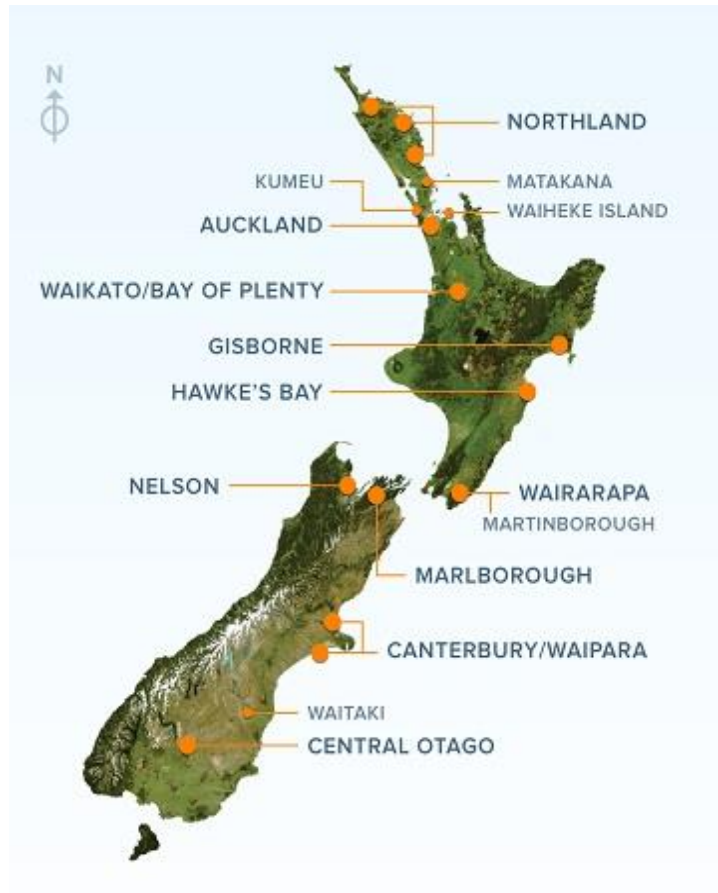 N
NORTHLAND
KUMEU
MATAKANA
WAIHEKE ISLAND
AUCKLAND
WAIKATO/BAY OF PLENTY
GISBORNE
HAWKE'S BAY
NELSON
WAIRARAPA
MARTINBOROUGH
MARLBOROUGH
CANTERBURY/WAIPARA
WAITAKI
CENTRAL OTAGO